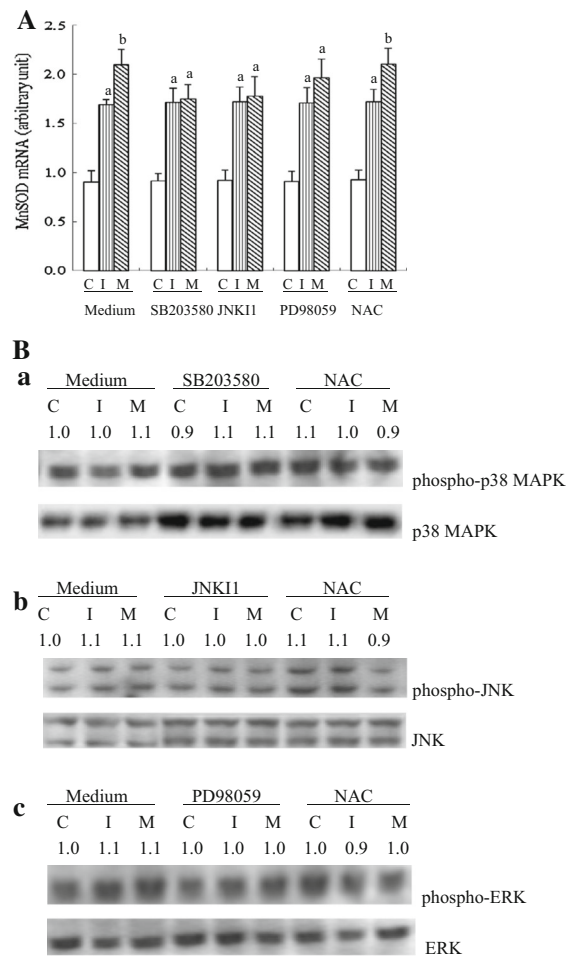 A
MnSOD mRNA (arbitrary unit)
2.5
2.0
1.5
1.0
0.5
0.0
a b a a a a a a a b
C I M C I M C I M C I M C I M
Medium SB203580 JNKI1 PD98059 NAC
B
a
Medium SB203580 NAC
C I M C I M C I M
1.0 1.0 1.1 0.9 1.1 1.1 1.1 1.0 0.9
phospho-p38 MAPK
p38 MAPK
b
Medium JNKI1 NAC
C I M C I M C I M
1.0 1.1 1.1 1.0 1.0 1.0 1.1 1.1 0.9
phospho-JNK
JNK
c
Medium PD98059 NAC
C I M C I M C I M
1.0 1.1 1.1 1.0 1.0 1.0 1.0 0.9 1.0
phospho-ERK
ERK